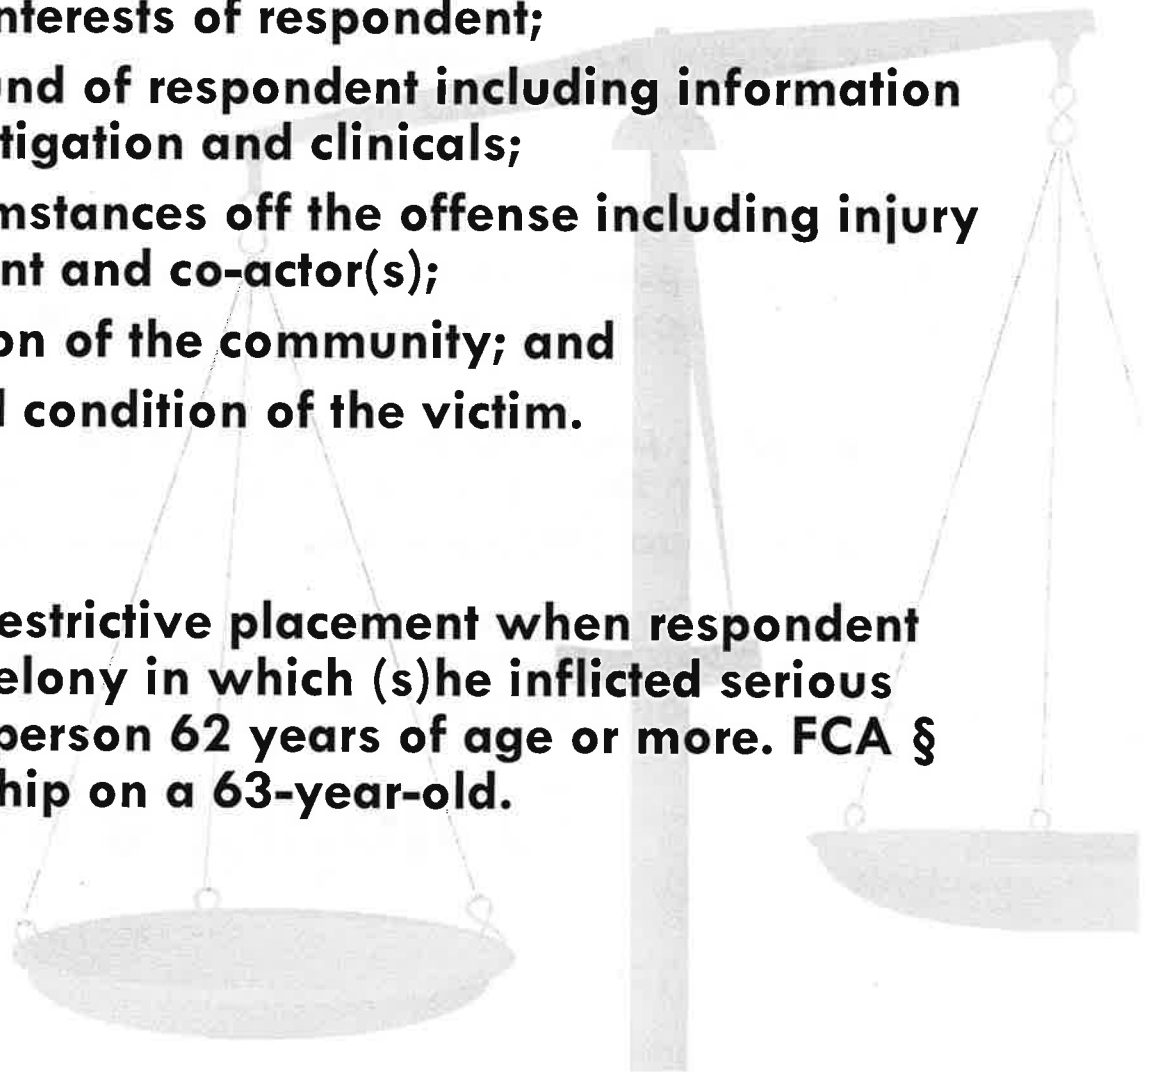 nterests of respondent;
nd of respondent including information
tigation and clinicals;
mstances off the offense including injury
nt and co-actor(s);
on of the community; and
condition of the victim.
estrictive placement when respondent
elony in which (s)he inflicted serious
person 62 years of age or more. FCA §
hip on a 63-year-old.